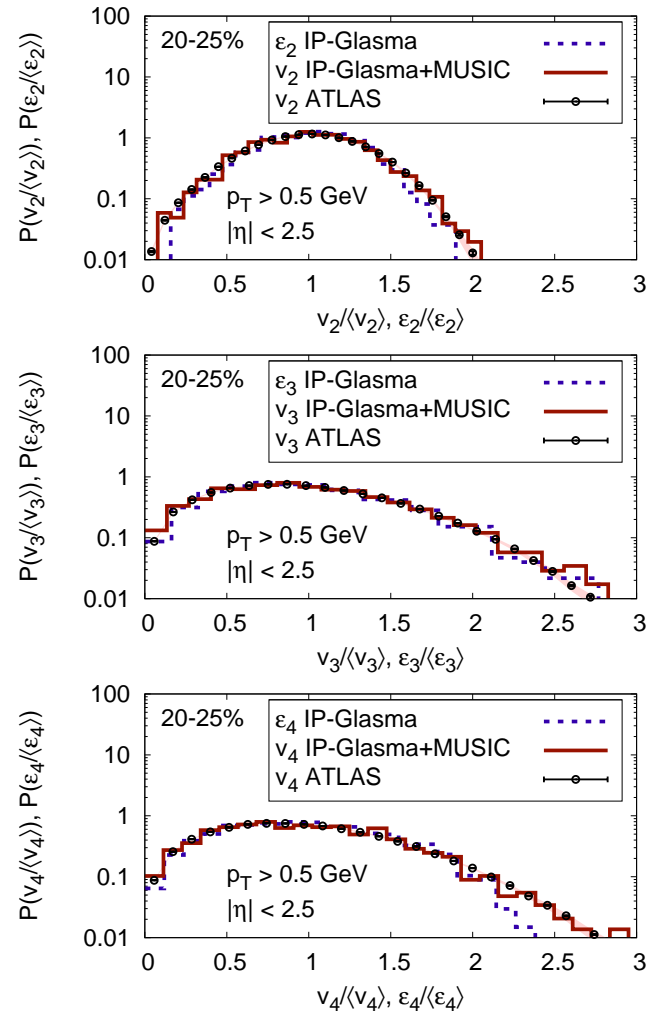 100
10
1
0.1
0.01
P(v2/⟨v2⟩), P(ε2/⟨ε2⟩)
20-25%
ε2 IP-Glasma
v2 IP-Glasma+MUSIC
v2 ATLAS
pT > 0.5 GeV
|η| < 2.5
0 0.5 1 1.5 2 2.5 3
v2/⟨v2⟩, ε2/⟨ε2⟩
100
10
1
0.1
0.01
P(v3/⟨v3⟩), P(ε3/⟨ε3⟩)
20-25%
ε3 IP-Glasma
v3 IP-Glasma+MUSIC
v3 ATLAS
pT > 0.5 GeV
|η| < 2.5
0 0.5 1 1.5 2 2.5 3
v3/⟨v3⟩, ε3/⟨ε3⟩
100
10
1
0.1
0.01
P(v4/⟨v4⟩), P(ε4/⟨ε4⟩)
20-25%
ε4 IP-Glasma
v4 IP-Glasma+MUSIC
v4 ATLAS
pT > 0.5 GeV
|η| < 2.5
0 0.5 1 1.5 2 2.5 3
v4/⟨v4⟩, ε4/⟨ε4⟩